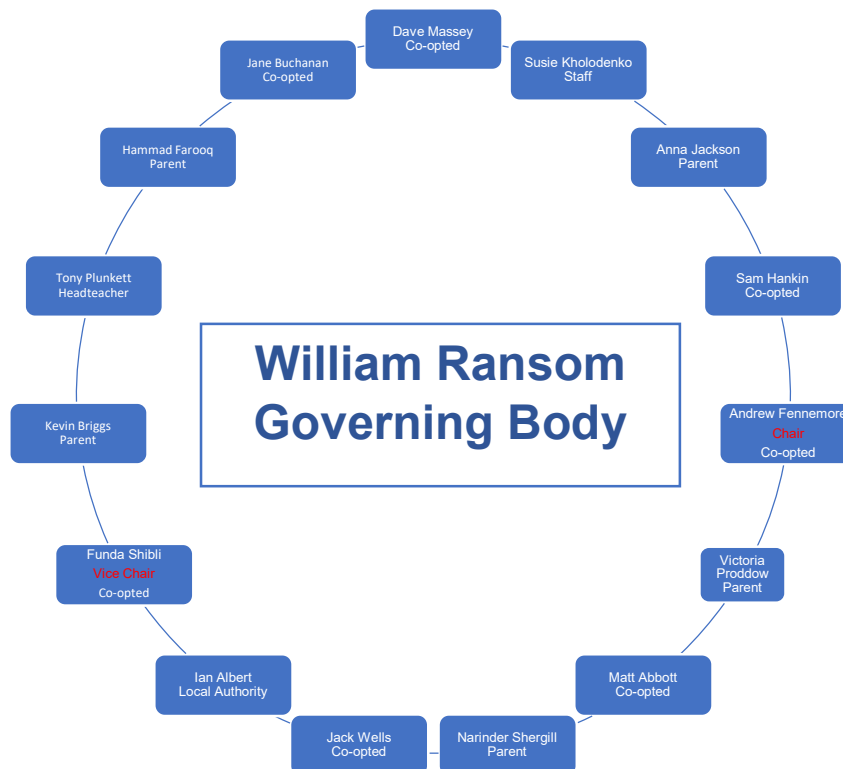 Dave Massey
Co-opted
Susie Kholodenko
Staff
Anna Jackson
Parent
Sam Hankin
Co-opted
Andrew Fennemore
Chair
Co-opted
Victoria
Proddow
Parent
Matt Abbott
Co-opted
Narinder Shergill
Parent
Jack Wells
Co-opted
Ian Albert
Local Authority
Funda Shibli
Vice Chair
Co-opted
Kevin Briggs
Parent
Tony Plunkett
Headteacher
Hammad Farooq
Parent
Jane Buchanan
Co-opted
William Ransom
Governing Body